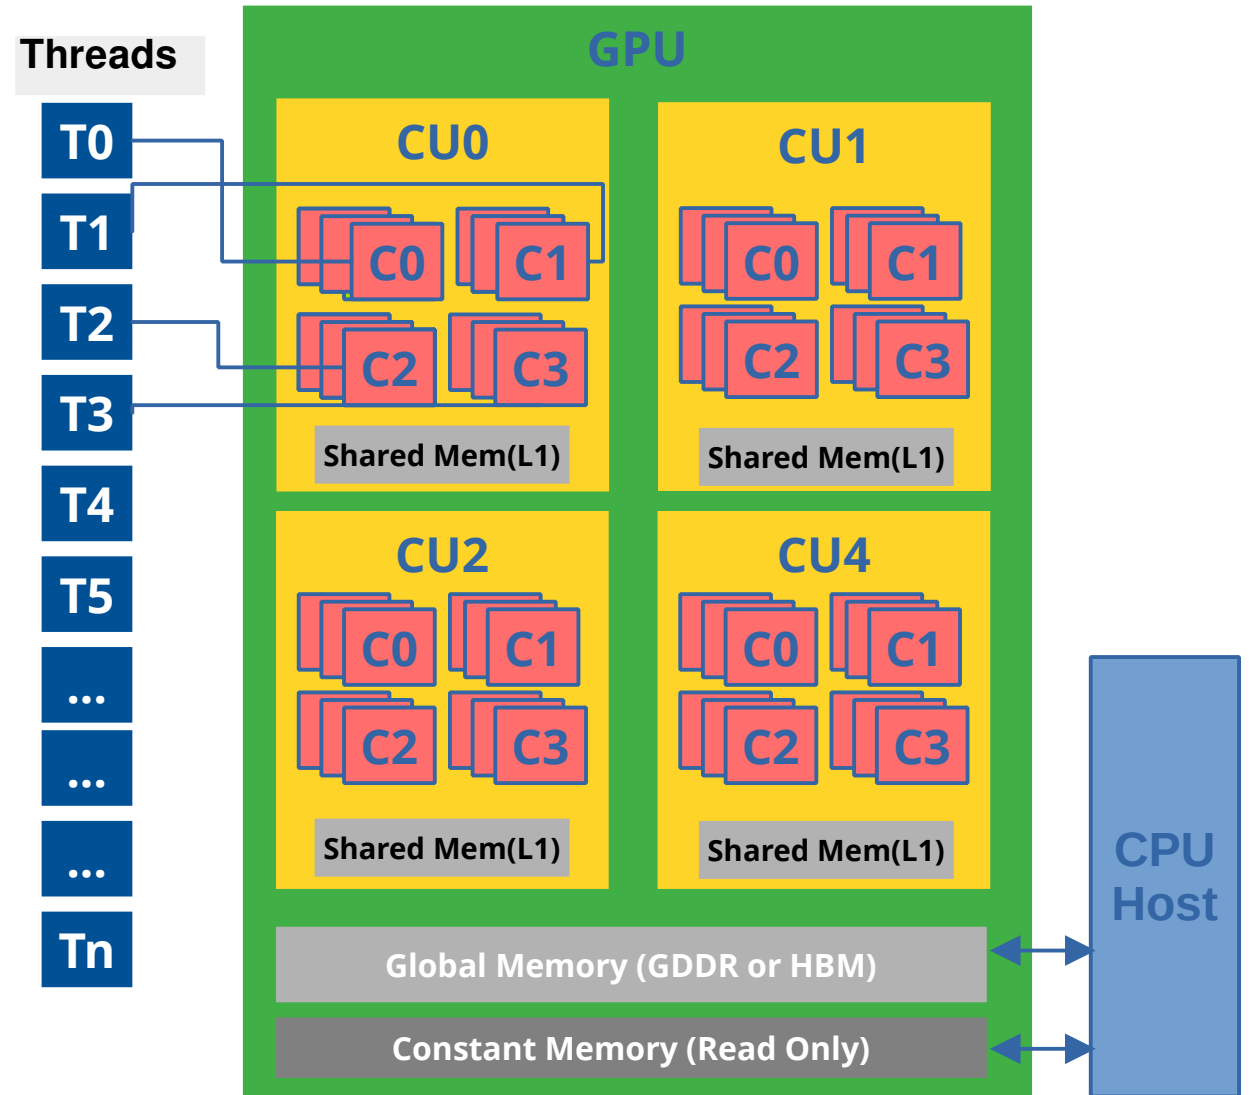 Threads
T0
T1
T2
T3
T4
T5
...
...
...
Tn
GPU
CU0
C0
C1
C2
C3
Shared Mem(L1)
CU1
C0
C1
C2
C3
Shared Mem(L1)
CU2
C0
C1
C2
C3
Shared Mem(L1)
CU4
C0
C1
C2
C3
Shared Mem(L1)
Global Memory (GDDR or HBM)
Constant Memory (Read Only)
CPU
Host